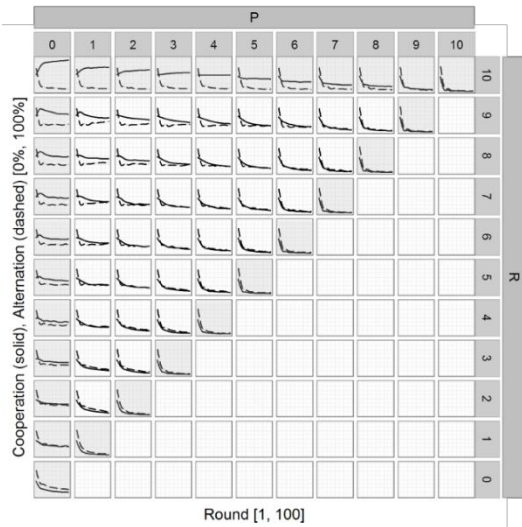 P
0 1 2 3 4 5 6 7 8 9 10
10
9
8
7
6
5
4
3
2
1
0
R
Cooperation (solid), Alternation (dashed) [0%, 100%]
Round [1, 100]